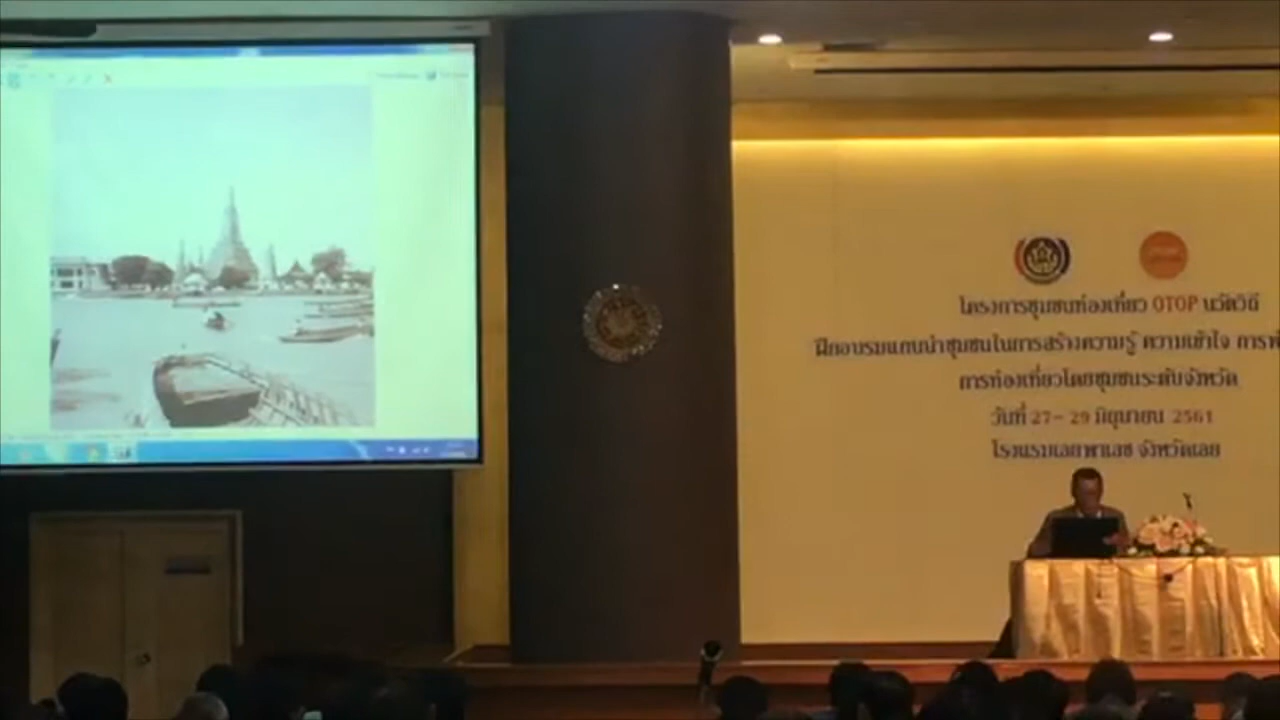 โครงการชุมชนท่องเที่ยว OTOP นวัตวิถี
ฝึกอบรมแกนนำชุมชนในการสร้างความรู้ ความเข้าใจ
การท่องเที่ยวโดยชุมชนระดับจังหวัด
วันที่ 27- 29 มิถุนายน 2561
โรงแรมเลยพาเลซ จังหวัดเลย